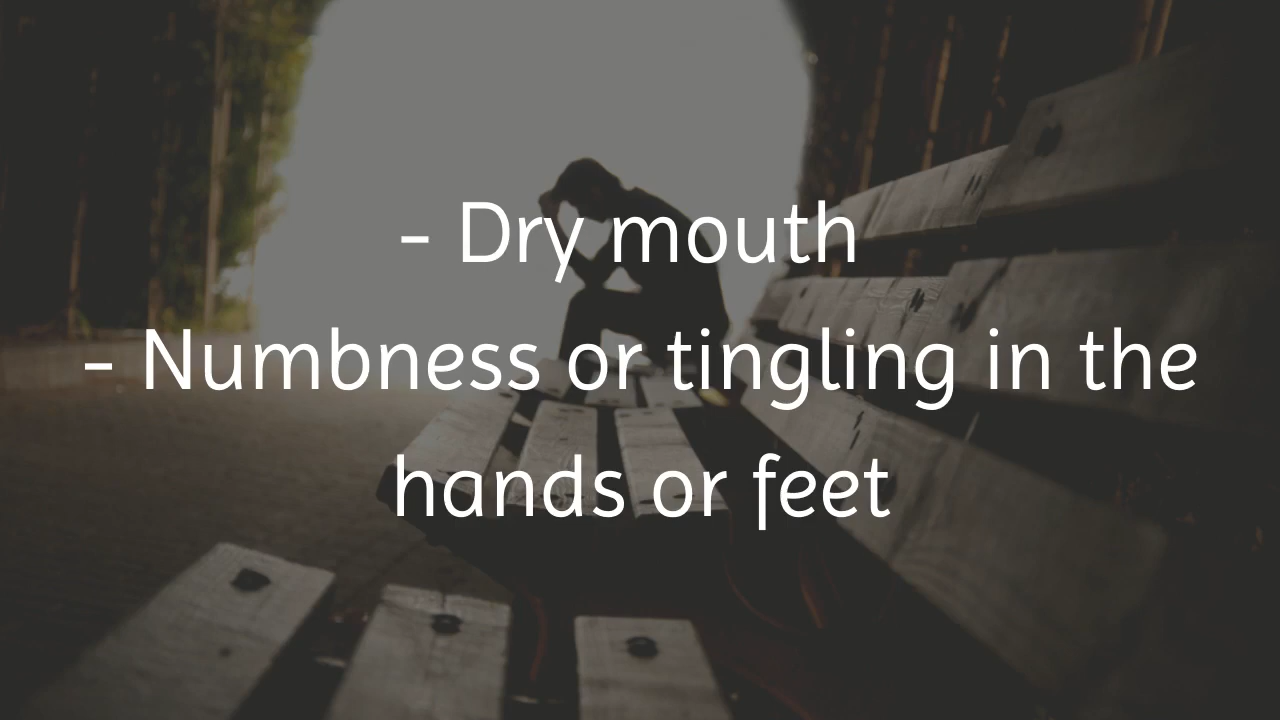 - Dry mouth
- Numbness or tingling in the
hands or feet